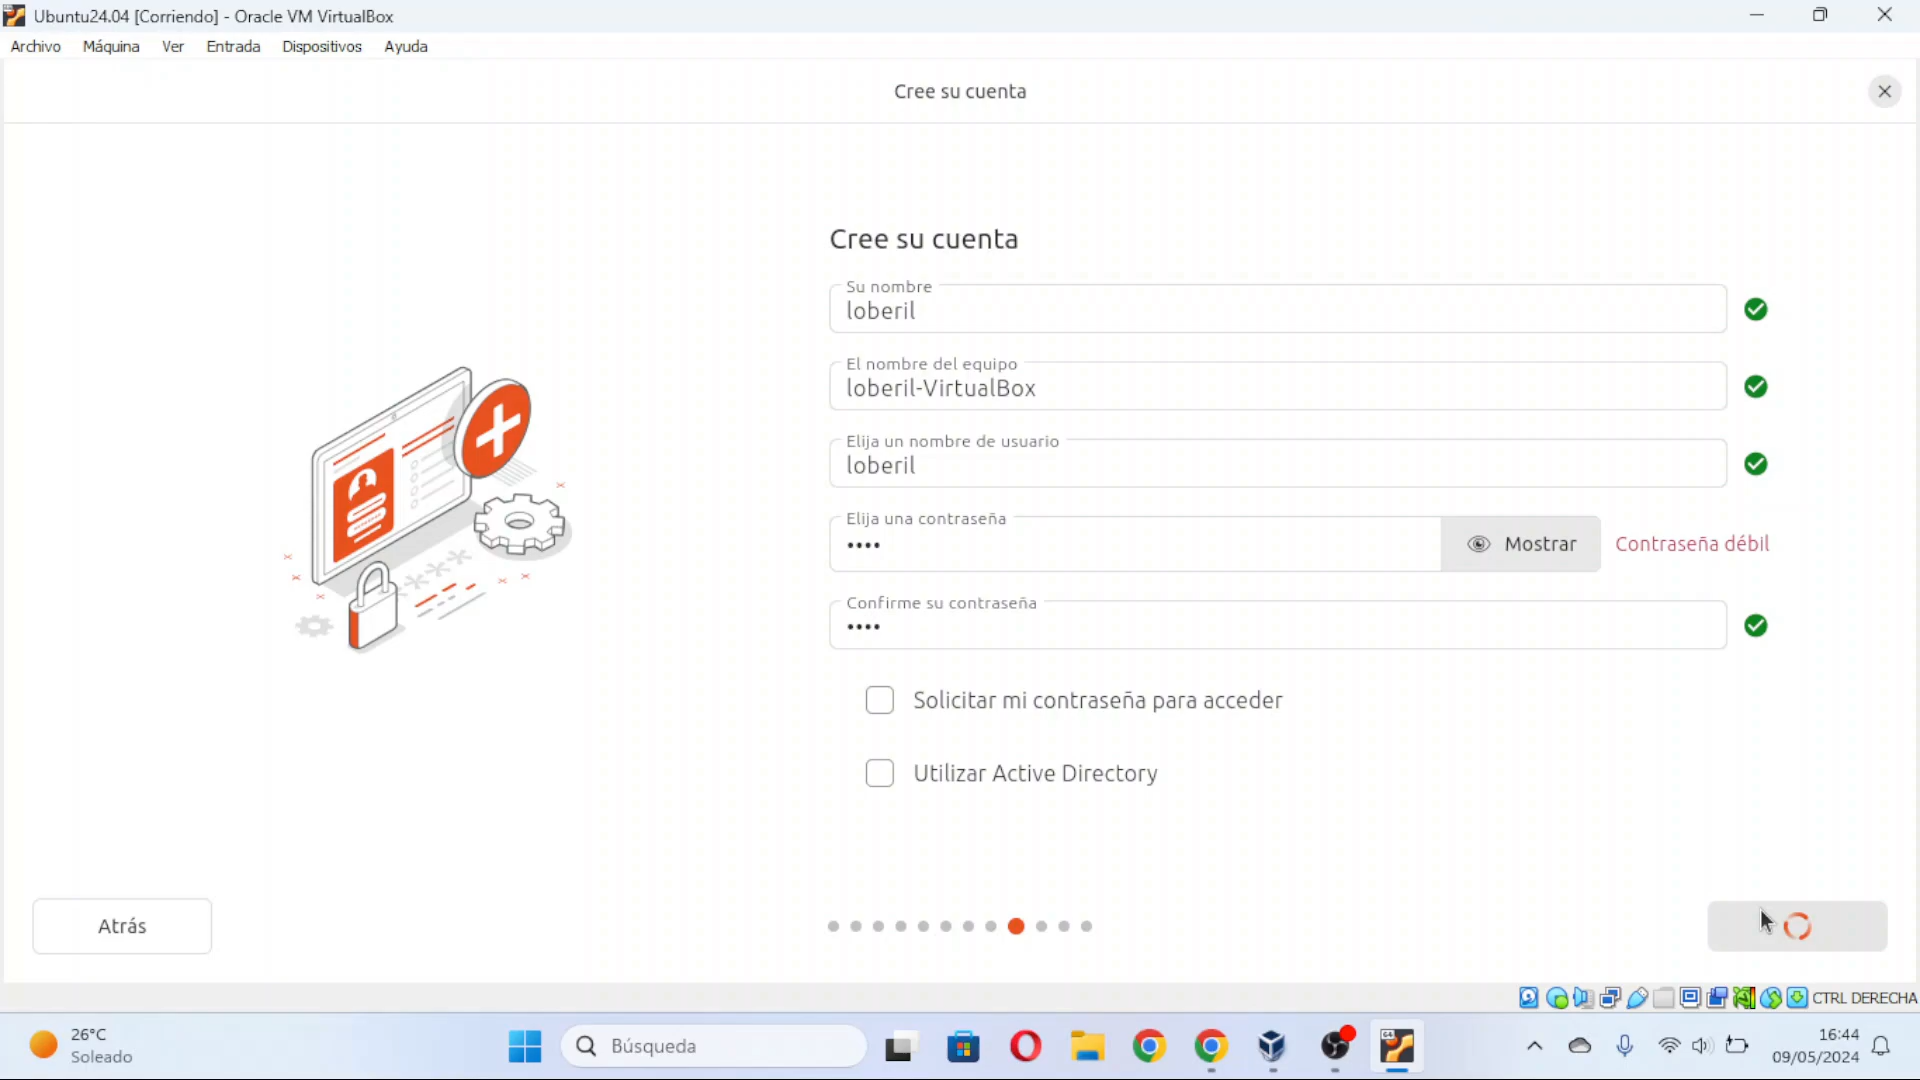 Ubuntu24.04 [Corriendo] - Oracle VM VirtualBox
Archivo Máquina Ver Entrada Dispositivos Ayuda
Cree su cuenta
Cree su cuenta
Su nombre
loberil
El nombre del equipo
loberil-VirtualBox
Elija un nombre de usuario
loberil
Elija una contraseña
•••• Mostrar Contraseña débil
Confirme su contraseña
••••
Solicitar mi contraseña para acceder
Utilizar Active Directory
Atrás
CTRL DERECHA
26°C
Soleado
Búsqueda
16:44
09/05/2024